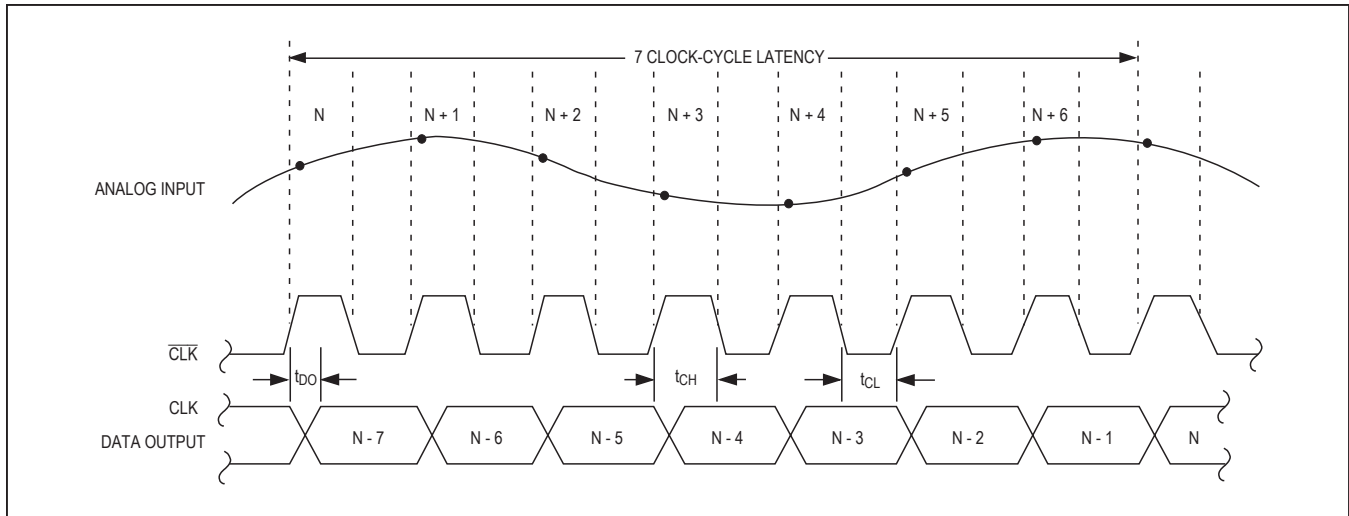 7 CLOCK-CYCLE LATENCY
N N + 1 N + 2 N + 3 N + 4 N + 5 N + 6
ANALOG INPUT
C̅L̅K̅
tDO tCH tCL
CLK
DATA OUTPUT N - 7 N - 6 N - 5 N - 4 N - 3 N - 2 N - 1 N